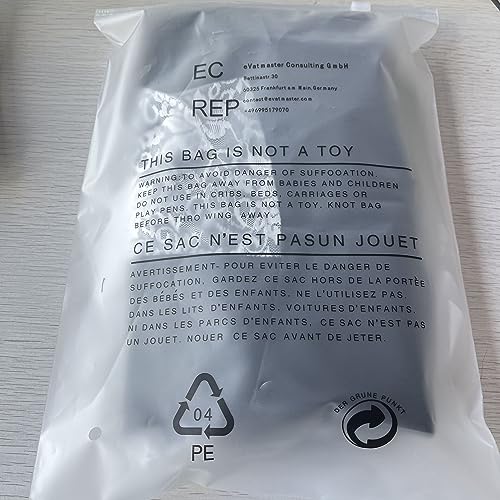 EC REP
eVatmaster Consulting GmbH
Bettinastr.30
60325 Frankfurt am Main,Germany
contact@evatmaster.com
+496995179070
THIS BAG IS NOT A TOY
WARNING:TO AVOID DANGER OF SUFFOOATION.
KEEP THIS BAG AWAY FROM BABIES AND CHILDREN
DO NOT USE IN CRIBS, BEDS, CARRIAGES OR
PLAY PENS. THIS BAG IS NOT A TOY. KNOT BAG
BEFORE THRO WING AWAY.
CE SAC N'EST PASUN JOUET
AVERTISSEMENT- POUR EVITER LE DANGER DE
SUFFOCATION. GARDEZ CE SAC HORS DE LA PORTÉE
DES BÉBÉS ET DES ENFANTS. NE L'UTILISEZ PAS
DANS LES LITS D'ENFANTS. VOITURES D'ENFANTS.
NI DANS LES PARCS D'ENFANTS, CE SAC N'EST PAS
UN JOUET. NOUER CE SAC AVANT DE JETER.
04
PE
DER GRÜNE PUNKT